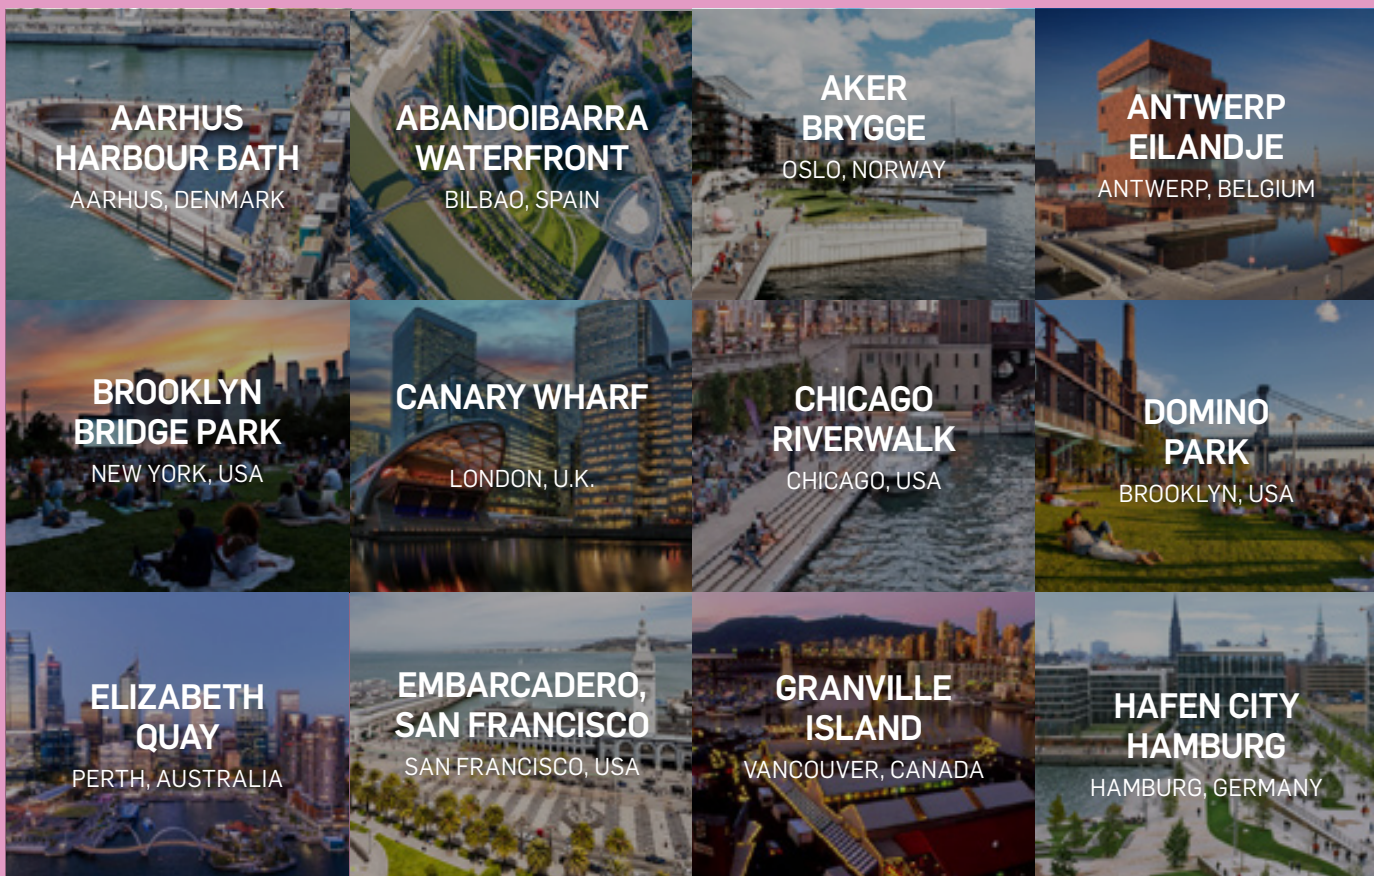 AARHUS
HARBOUR BATH
AARHUS, DENMARK
ABANDOIBARRA
WATERFRONT
BILBAO, SPAIN
AKER
BRYGGE
OSLO, NORWAY
ANTWERP
EILANDJE
ANTWERP, BELGIUM
BROOKLYN
BRIDGE PARK
NEW YORK, USA
CANARY WHARF
LONDON, U.K.
CHICAGO
RIVERWALK
CHICAGO, USA
DOMINO
PARK
BROOKLYN, USA
ELIZABETH
QUAY
PERTH, AUSTRALIA
EMBARCADERO,
SAN FRANCISCO
SAN FRANCISCO, USA
GRANVILLE
ISLAND
VANCOUVER, CANADA
HAFEN CITY
HAMBURG
HAMBURG, GERMANY